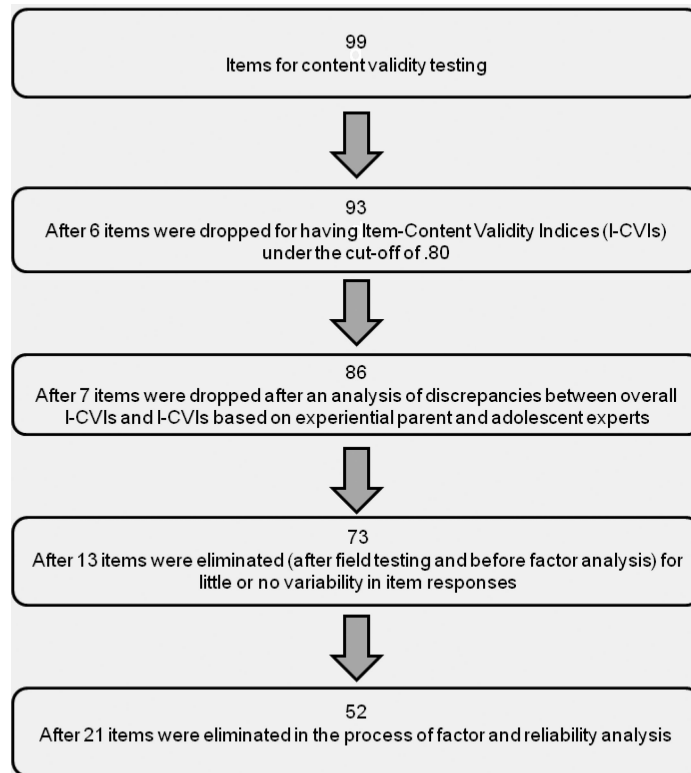 99
Items for content validity testing
93
After 6 items were dropped for having Item-Content Validity Indices (I-CVIs)
under the cut-off of .80
86
After 7 items were dropped after an analysis of discrepancies between overall
I-CVIs and I-CVIs based on experiential parent and adolescent experts
73
After 13 items were eliminated (after field testing and before factor analysis) for
little or no variability in item responses
52
After 21 items were eliminated in the process of factor and reliability analysis